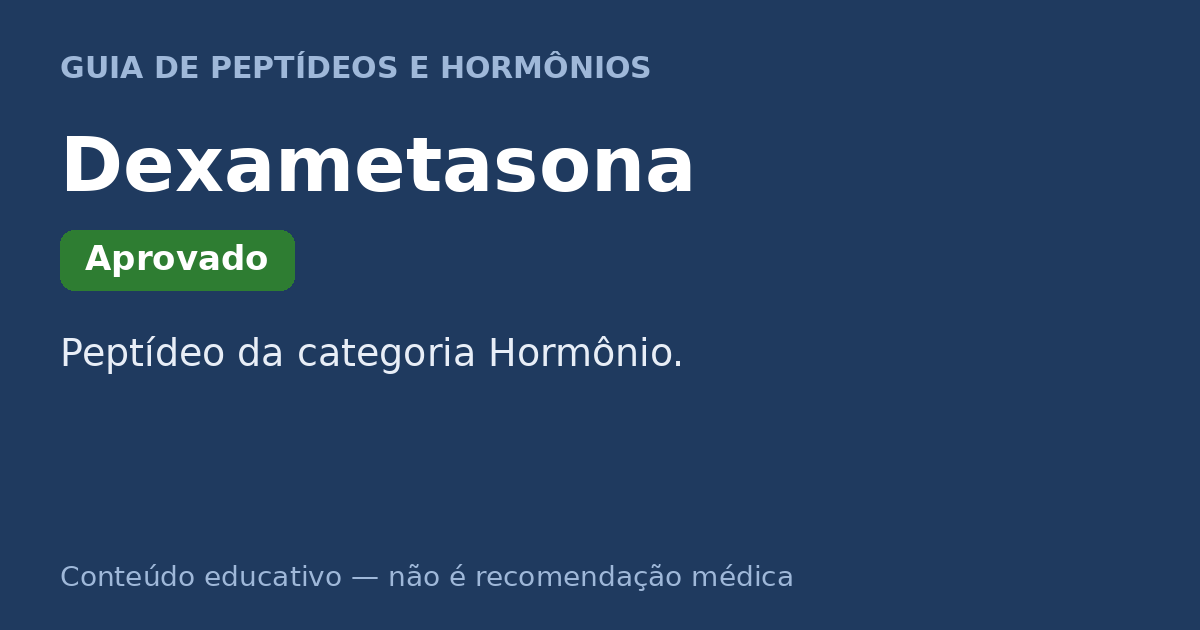 GUIA DE PEPTÍDEOS E HORMÔNIOS
Dexametasona
Aprovado
Peptídeo da categoria Hormônio.
Conteúdo educativo — não é recomendação médica